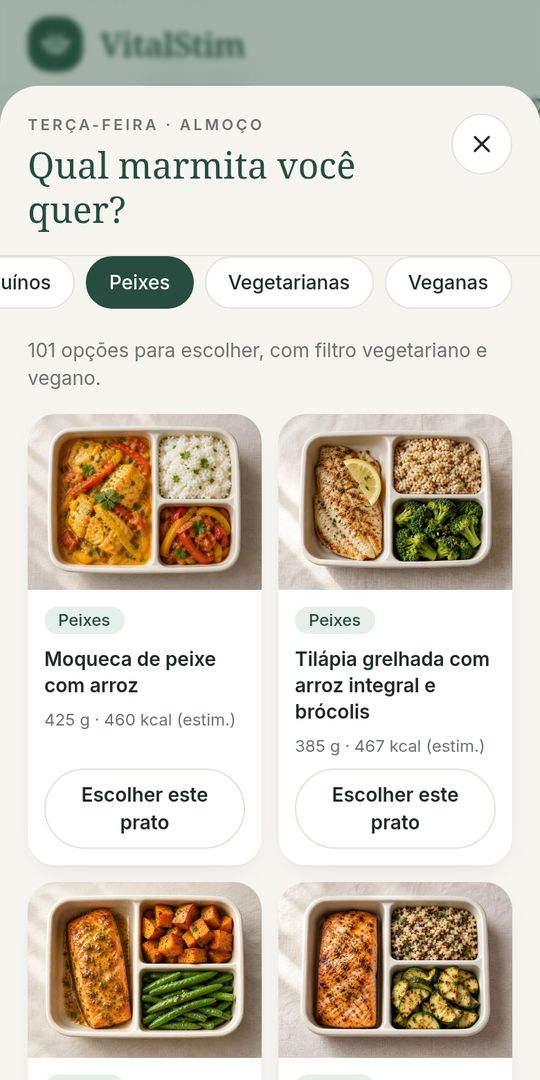 VitalStim
TERÇA-FEIRA · ALMOÇO
Qual marmita você
quer?
uínos
Peixes
Vegetarianas
Veganas
101 opções para escolher, com filtro vegetariano e
vegano.
Peixes
Moqueca de peixe
com arroz
425 g · 460 kcal (estim.)
Escolher este
prato
Peixes
Tilápia grelhada com
arroz integral e
brócolis
385 g · 467 kcal (estim.)
Escolher este
prato